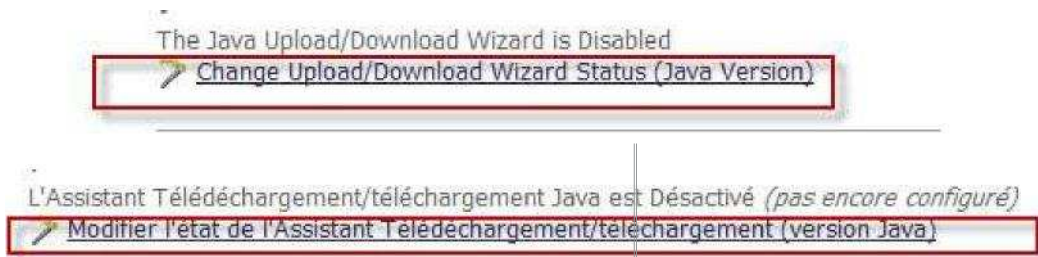 The Java Upload/Download Wizard is Disabled
Change Upload/Download Wizard Status (Java Version)
L'Assistant Télédéchargement/téléchargement Java est Désactivé (pas encore configuré)
Modifier l'état de l'Assistant Télédéchargement/téléchargement (version Java)